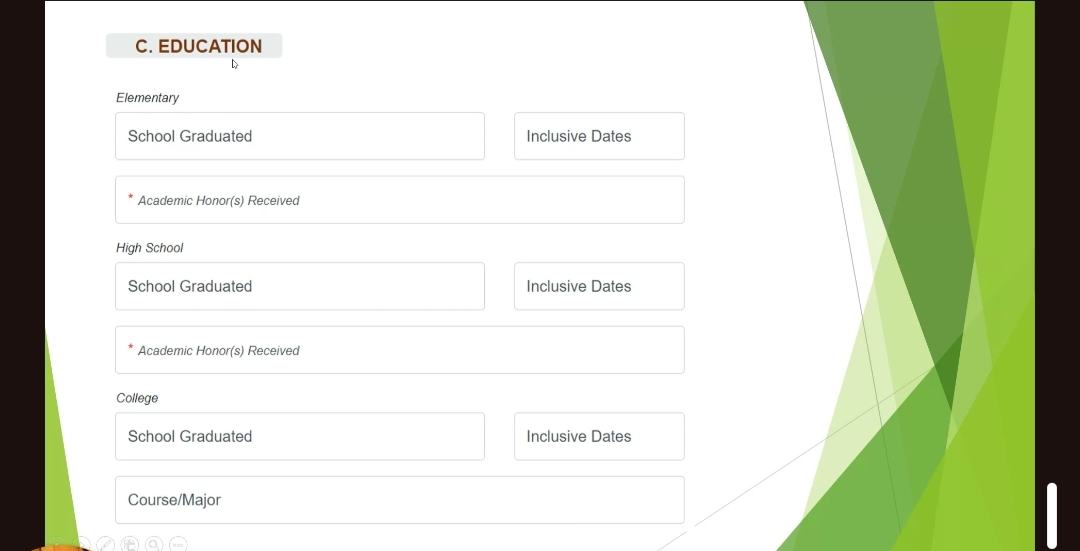 C. EDUCATION
Elementary
School Graduated
Inclusive Dates
* Academic Honor(s) Received
High School
School Graduated
Inclusive Dates
* Academic Honor(s) Received
College
School Graduated
Inclusive Dates
Course/Major